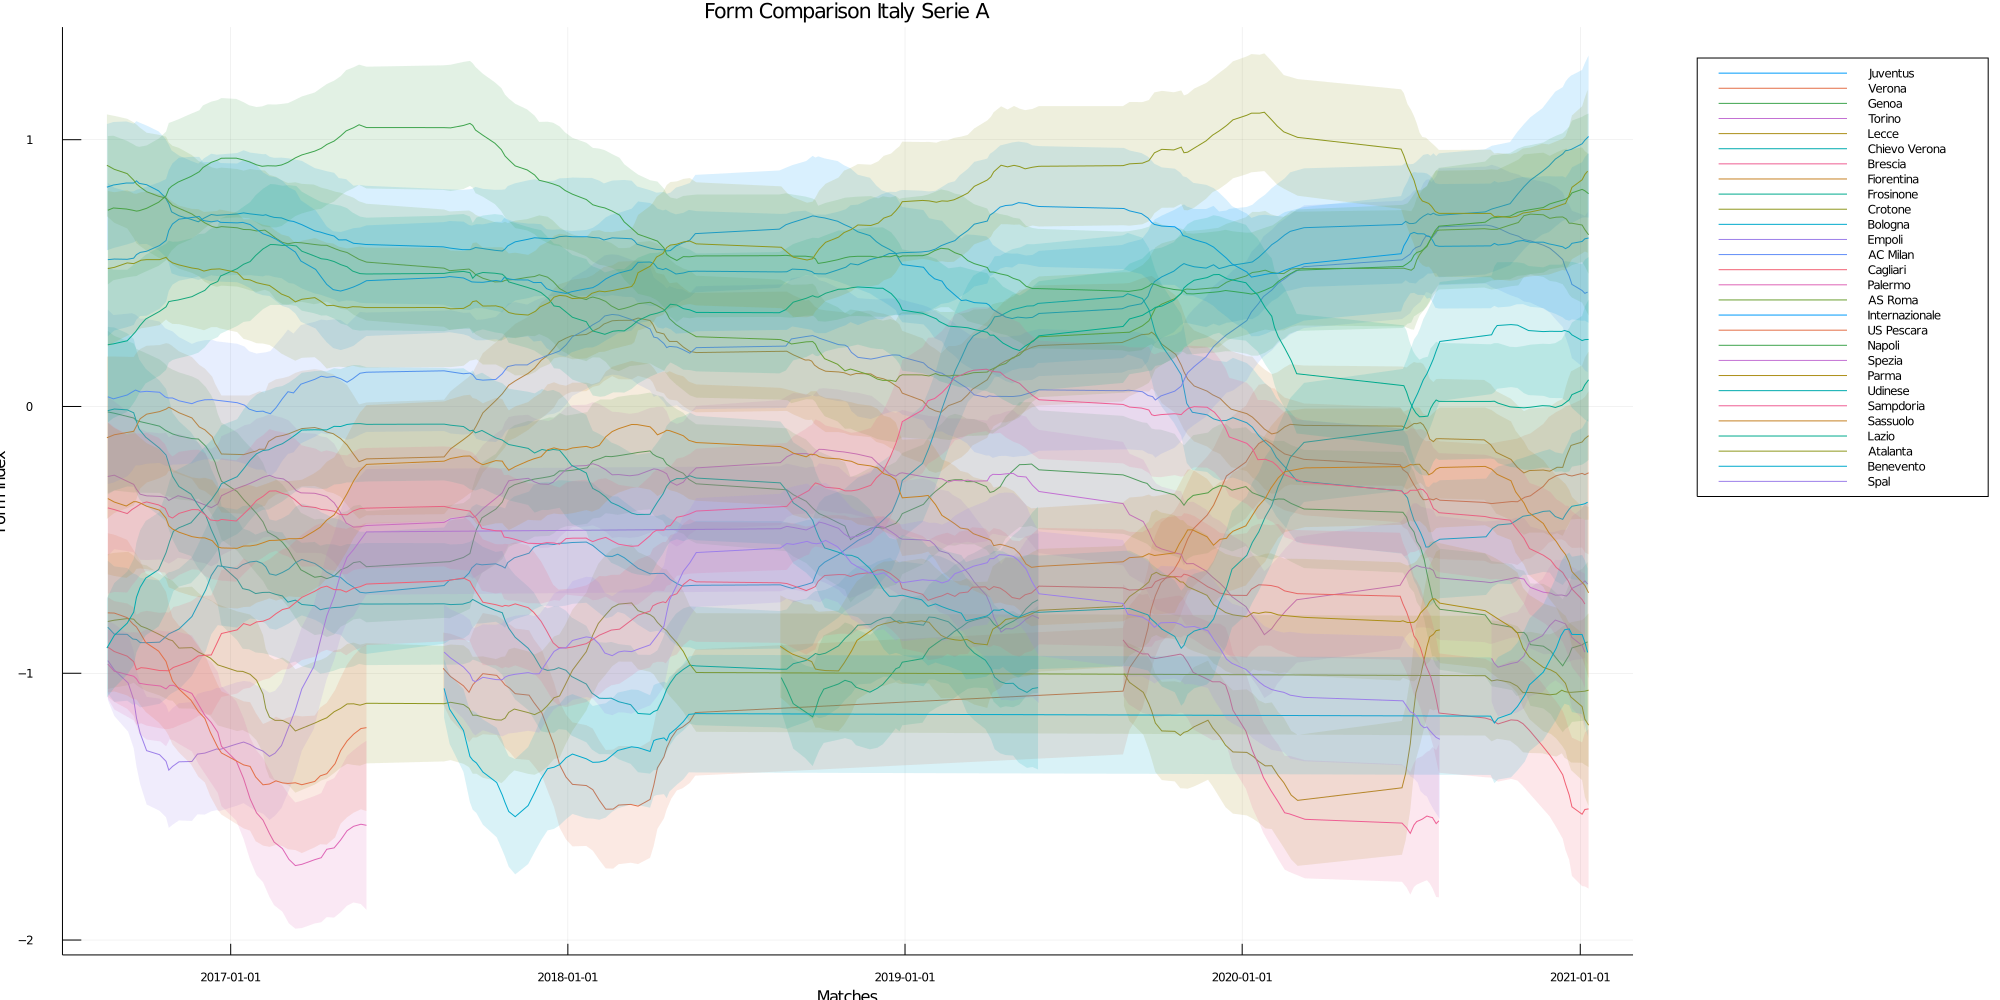 Form Comparison Italy Serie A
1
0
−1
−2
Form Index
2017-01-01
2018-01-01
2019-01-01
2020-01-01
2021-01-01
Matches
Juventus
Verona
Genoa
Torino
Lecce
Chievo Verona
Brescia
Fiorentina
Frosinone
Crotone
Bologna
Empoli
AC Milan
Cagliari
Palermo
AS Roma
Internazionale
US Pescara
Napoli
Spezia
Parma
Udinese
Sampdoria
Sassuolo
Lazio
Atalanta
Benevento
Spal